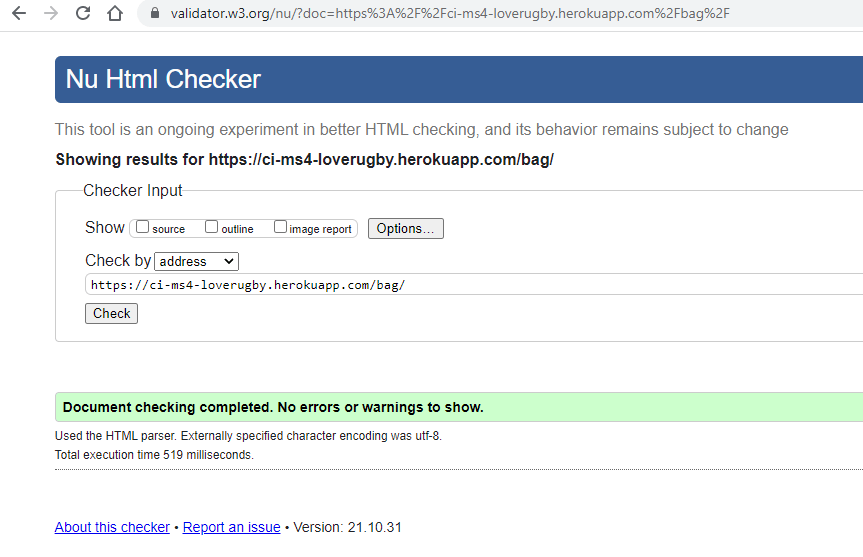 validator.w3.org/nu/?doc=https%3A%2F%2Fci-ms4-loverugby.herokuapp.com%2Fbag%2F
Nu Html Checker
This tool is an ongoing experiment in better HTML checking, and its behavior remains subject to change
Showing results for https://ci-ms4-loverugby.herokuapp.com/bag/
Checker Input
Show source outline image report Options...
Check by address
https://ci-ms4-loverugby.herokuapp.com/bag/
Check
Document checking completed. No errors or warnings to show.
Used the HTML parser. Externally specified character encoding was utf-8.
Total execution time 519 milliseconds.
About this checker • Report an issue • Version: 21.10.31